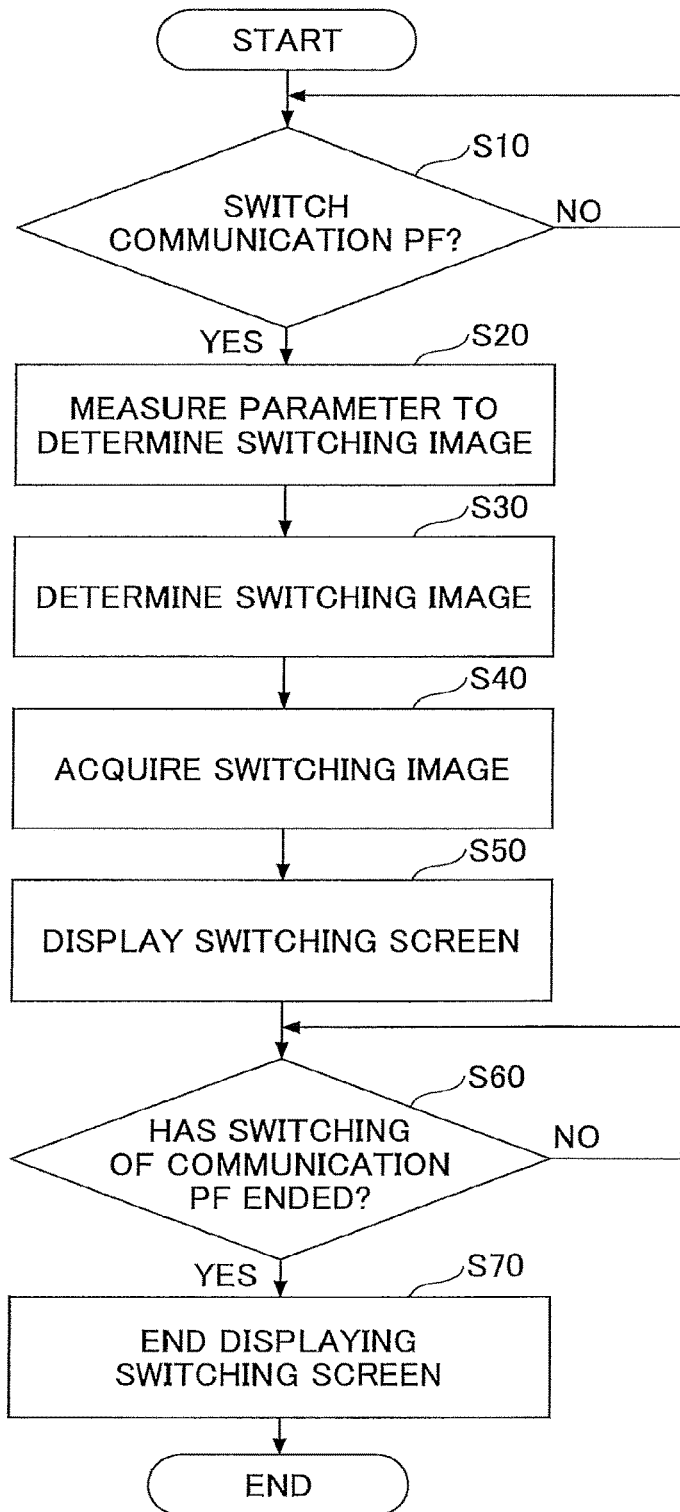 START
S10
SWITCH
COMMUNICATION PF?
NO
YES
S20
MEASURE PARAMETER TO
DETERMINE SWITCHING IMAGE
S30
DETERMINE SWITCHING IMAGE
S40
ACQUIRE SWITCHING IMAGE
S50
DISPLAY SWITCHING SCREEN
S60
HAS SWITCHING
OF COMMUNICATION
PF ENDED?
NO
YES
S70
END DISPLAYING
SWITCHING SCREEN
END